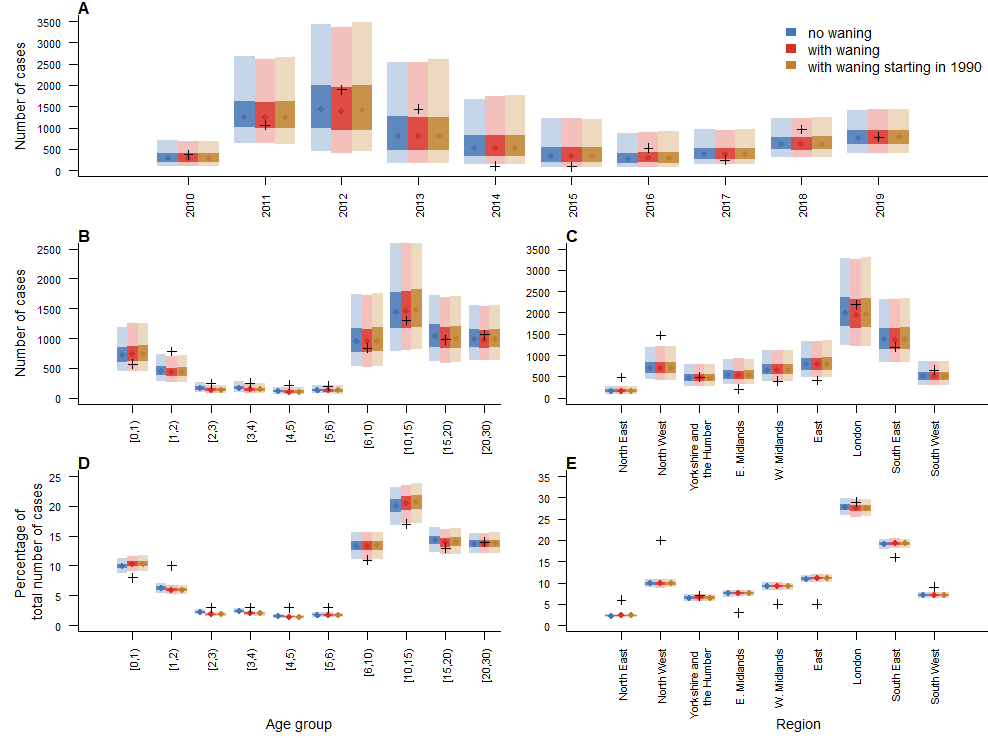 A
Number of cases
3500
3000
2500
2000
1500
1000
500
0
no waning
with waning
with waning starting in 1990
2010
2011
2012
2013
2014
2015
2016
2017
2018
2019
B
Number of cases
2500
2000
1500
1000
500
0
[0,1)
[1,2)
[2,3)
[3,4)
[4,5)
[5,6)
[6,10)
[10,15)
[15,20)
[20,30)
C
3500
3000
2500
2000
1500
1000
500
0
North East
North West
Yorkshire and
the Humber
E. Midlands
W. Midlands
East
London
South East
South West
D
Percentage of
total number of cases
25
20
15
10
5
0
[0,1)
[1,2)
[2,3)
[3,4)
[4,5)
[5,6)
[6,10)
[10,15)
[15,20)
[20,30)
Age group
E
35
30
25
20
15
10
5
0
North East
North West
Yorkshire and
the Humber
E. Midlands
W. Midlands
East
London
South East
South West
Region